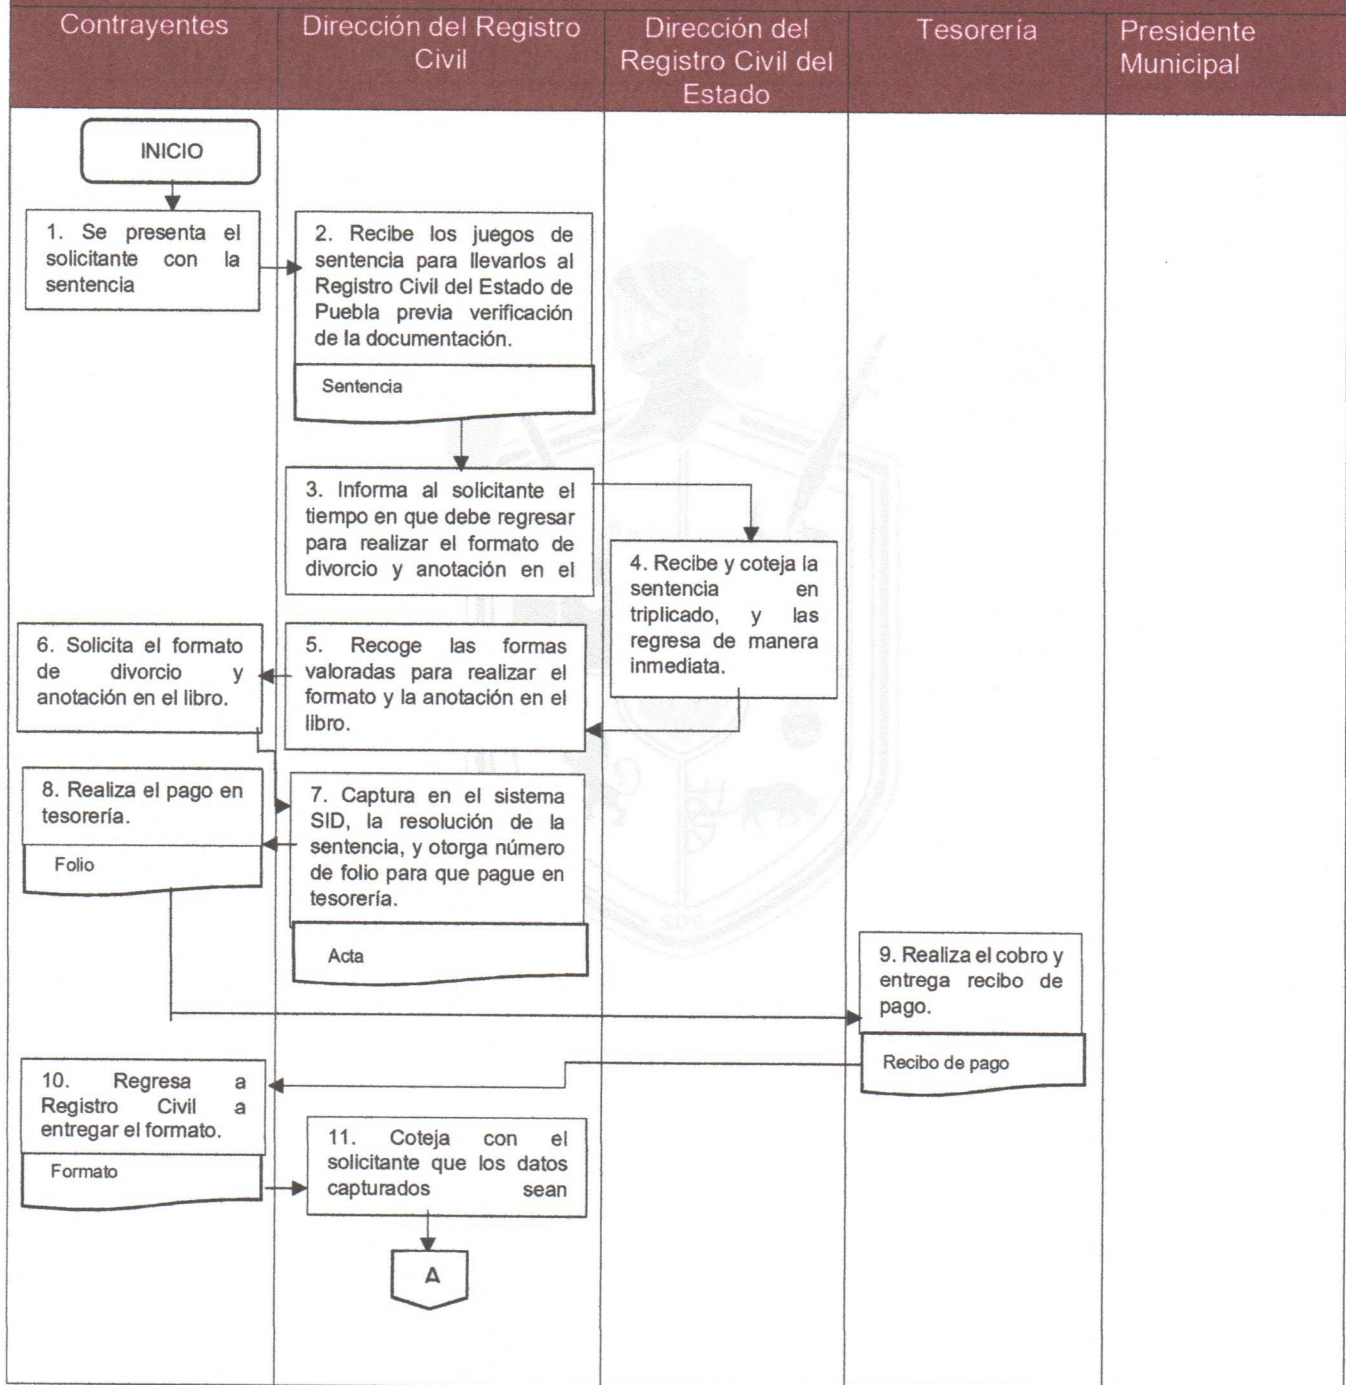 Contrayentes
Dirección del Registro
Civil
Dirección del
Registro Civil del
Estado
Tesorería
Presidente
Municipal
INICIO
1. Se presenta el
solicitante con la
sentencia
2. Recibe los juegos de
sentencia para llevarlos al
Registro Civil del Estado de
Puebla previa verificación
de la documentación.
Sentencia
3. Informa al solicitante el
tiempo en que debe regresar
para realizar el formato de
divorcio y anotación en el
4. Recibe y coteja la
sentencia en
triplicado, y las
regresa de manera
inmediata.
5. Recoge las formas
valoradas para realizar el
formato y la anotación en el
libro.
6. Solicita el formato
de divorcio y
anotación en el libro.
7. Captura en el sistema
SID, la resolución de la
sentencia, y otorga número
de folio para que pague en
tesorería.
Acta
8. Realiza el pago en
tesorería.
Folio
9. Realiza el cobro y
entrega recibo de
pago.
Recibo de pago
10. Regresa a
Registro Civil a
entregar el formato.
Formato
11. Coteja con el
solicitante que los datos
capturados sean
A